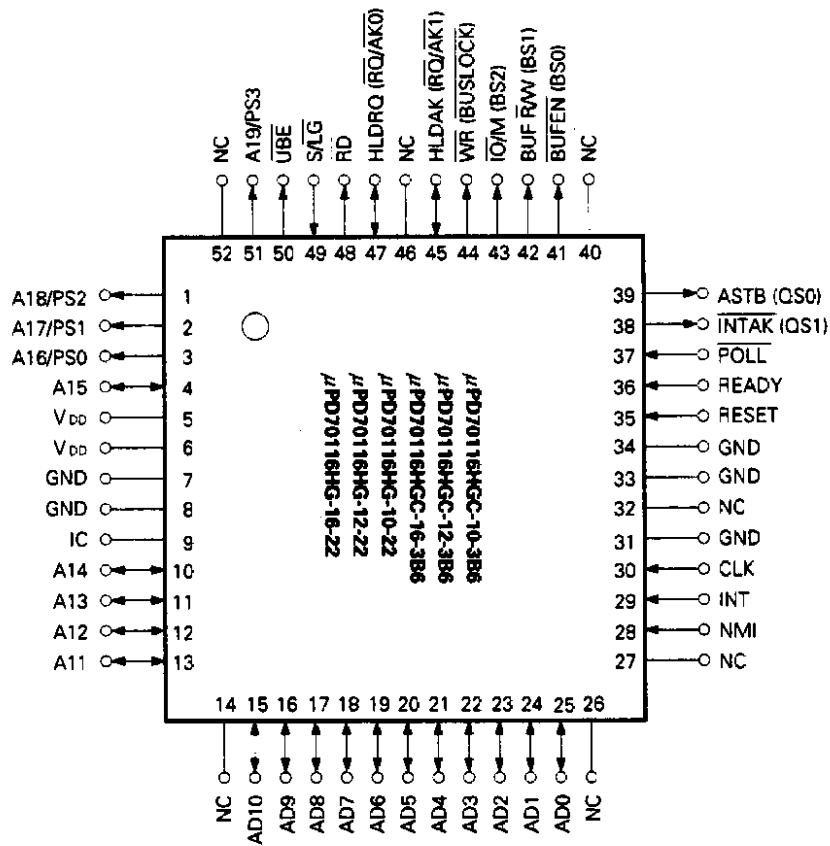 NC
A19/PS3
UBE
S/LG
RD
HLDRQ (RQ/AK0)
NC
HLDAK (RQ/AK1)
WR (BUSLOCK)
IO/M (BS2)
BUF R/W (BS1)
BUFEN (BS0)
NC
52 51 50 49 48 47 46 45 44 43 42 41 40
A18/PS2 1
A17/PS1 2
A16/PS0 3
A15 4
VDD 5
VDD 6
GND 7
GND 8
IC 9
A14 10
A13 11
A12 12
A11 13
39 ASTB (QS0)
38 INTAK (QS1)
37 POLL
36 READY
35 RESET
34 GND
33 GND
32 NC
31 GND
30 CLK
29 INT
28 NMI
27 NC
μPD70116HGC-10-3B6
μPD70116HGC-12-3B6
μPD70116HGC-16-3B6
μPD70116HG-10-22
μPD70116HG-12-22
μPD70116HG-16-22
14 15 16 17 18 19 20 21 22 23 24 25 26
NC
AD10
AD9
AD8
AD7
AD6
AD5
AD4
AD3
AD2
AD1
AD0
NC